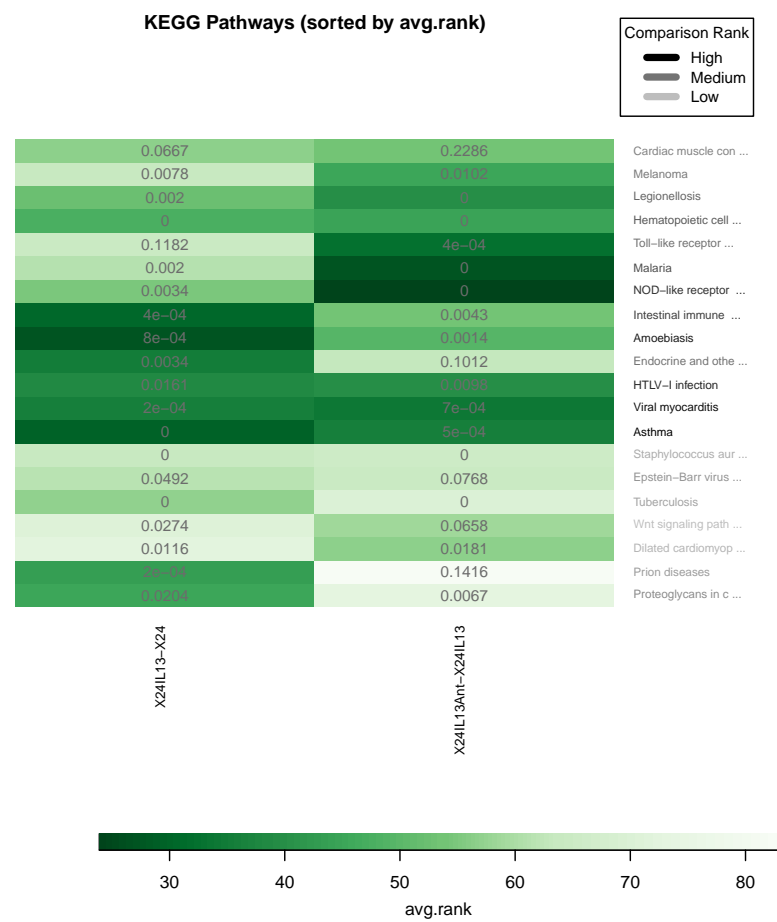 KEGG Pathways (sorted by avg.rank)
Comparison Rank
High
Medium
Low
0.0667 0.2286 Cardiac muscle con ...
0.0078 0.0102 Melanoma
0.002 0 Legionellosis
0 0 Hematopoietic cell ...
0.1182 4e−04 Toll−like receptor ...
0.002 0 Malaria
0.0034 0 NOD−like receptor ...
4e−04 0.0043 Intestinal immune ...
8e−04 0.0014 Amoebiasis
0.0034 0.1012 Endocrine and othe ...
0.0161 HTLV−I infection
2e−04 7e−04 Viral myocarditis
0 5e−04 Asthma
0 0 Staphylococcus aur ...
0.0492 0.0768 Epstein−Barr virus ...
0 0 Tuberculosis
0.0274 0.0658 Wnt signaling path ...
0.0116 0.0181 Dilated cardiomyop ...
2e−04 0.1416 Prion diseases
0.0204 0.0067 Proteoglycans in c ...
X24IL13−X24
X24IL13Ant−X24IL13
30 40 50 60 70 80
avg.rank